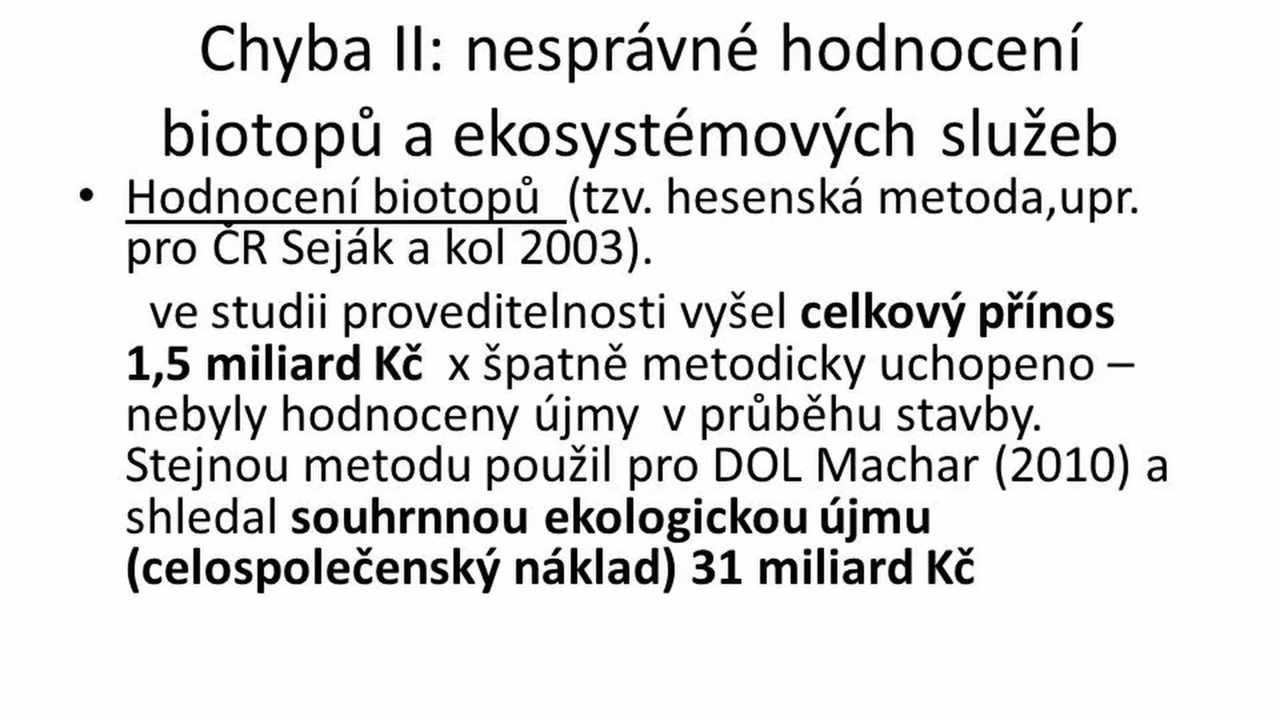 Chyba II: nesprávné hodnocení
biotopů a ekosystémových služeb
• Hodnocení biotopů (tzv. hesenská metoda,upr.
pro ČR Seják a kol 2003).
ve studii proveditelnosti vyšel celkový přínos
1,5 miliard Kč x špatně metodicky uchopeno –
nebyly hodnoceny újmy v průběhu stavby.
Stejnou metodu použil pro DOL Machar (2010) a
shledal souhrnnou ekologickou újmu
(celospolečenský náklad) 31 miliard Kč